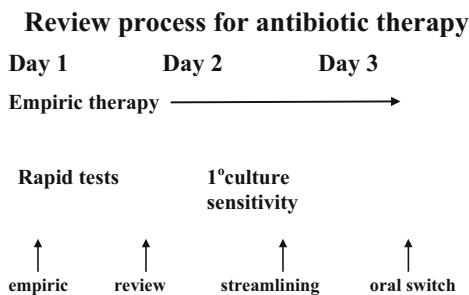 Review process for antibiotic therapy
Day 1 Day 2 Day 3
Empiric therapy
Rapid tests 1°culture
sensitivity
empiric review streamlining oral switch